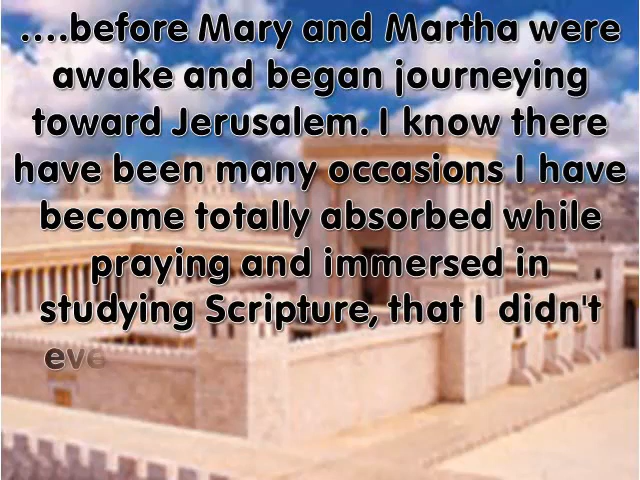 ....before Mary and Martha were
awake and began journeying
toward Jerusalem. I know there
have been many occasions I have
become totally absorbed while
praying and immersed in
studying Scripture, that I didn't
eve